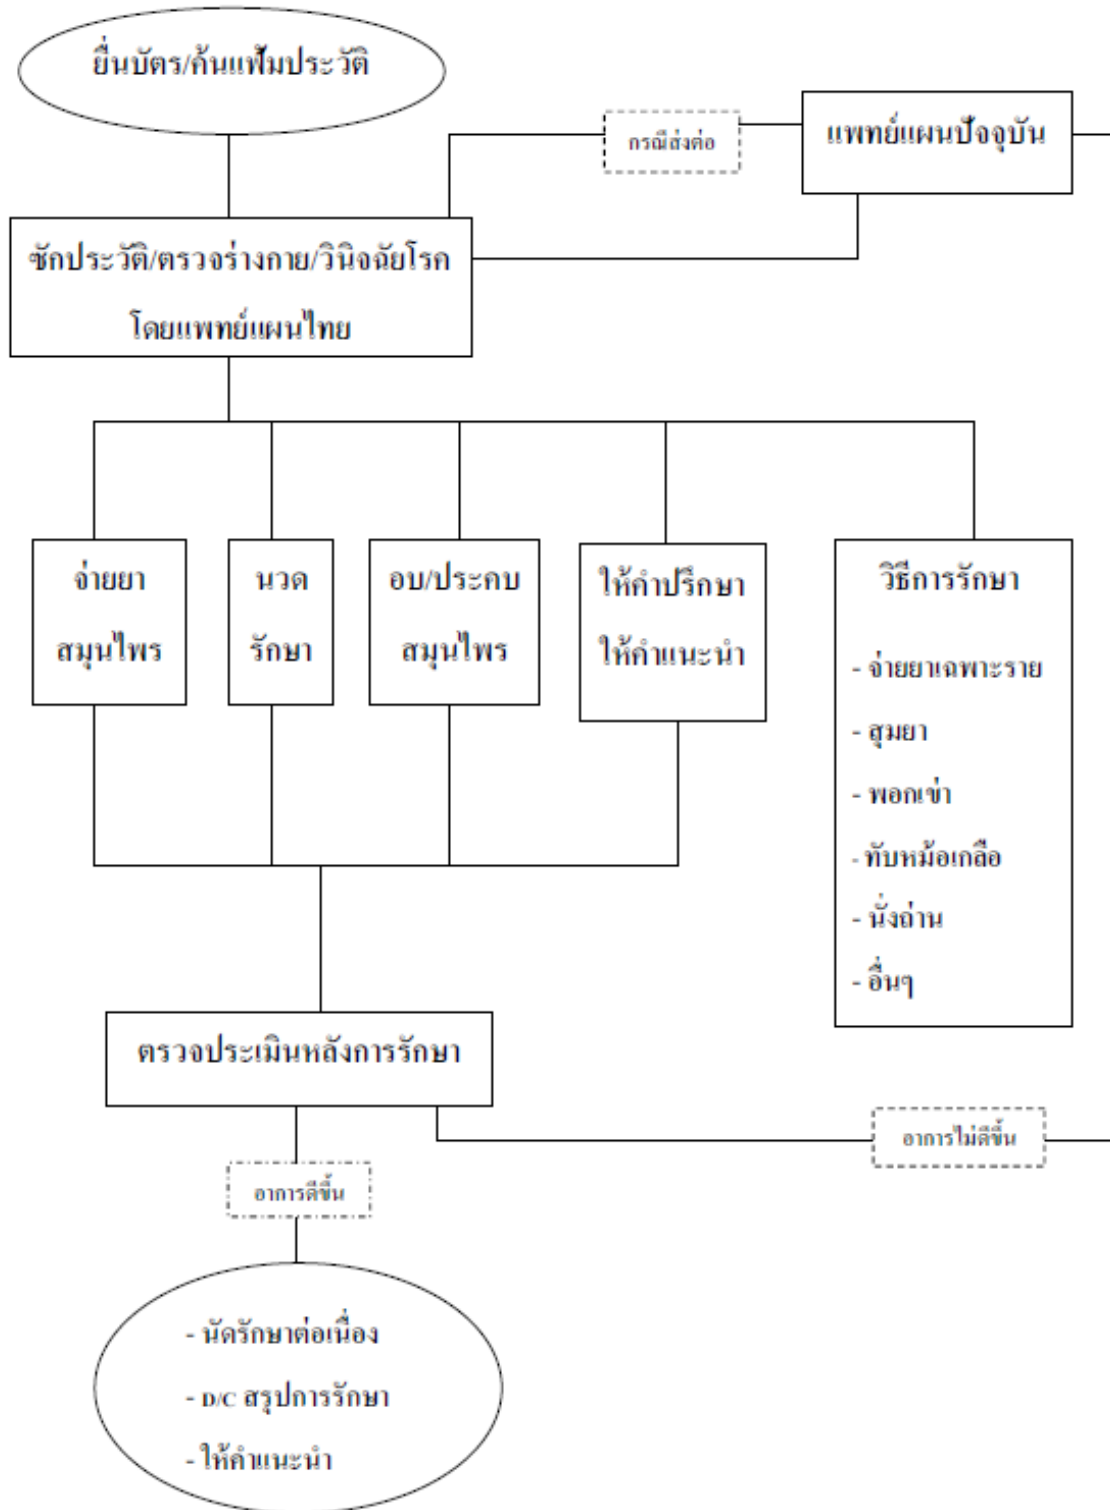 ยื่นบัตร/ค้นแฟ้มประวัติ
กรณีส่งต่อ
แพทย์แผนปัจจุบัน
ซักประวัติ/ตรวจร่างกาย/วินิจฉัยโรค
โดยแพทย์แผนไทย
จ่ายยา
สมุนไพร
นวด
รักษา
อบ/ประคบ
สมุนไพร
ให้คำปรึกษา
ให้คำแนะนำ
วิธีการรักษา
- จ่ายยาเฉพาะราย
- สุมยา
- พอกเข่า
- ทับหม้อเกลือ
- นั่งถ่าน
- อื่นๆ
ตรวจประเมินหลังการรักษา
อาการไม่ดีขึ้น
อาการดีขึ้น
- นัดรักษาต่อเนื่อง
- D/C สรุปการรักษา
- ให้คำแนะนำ